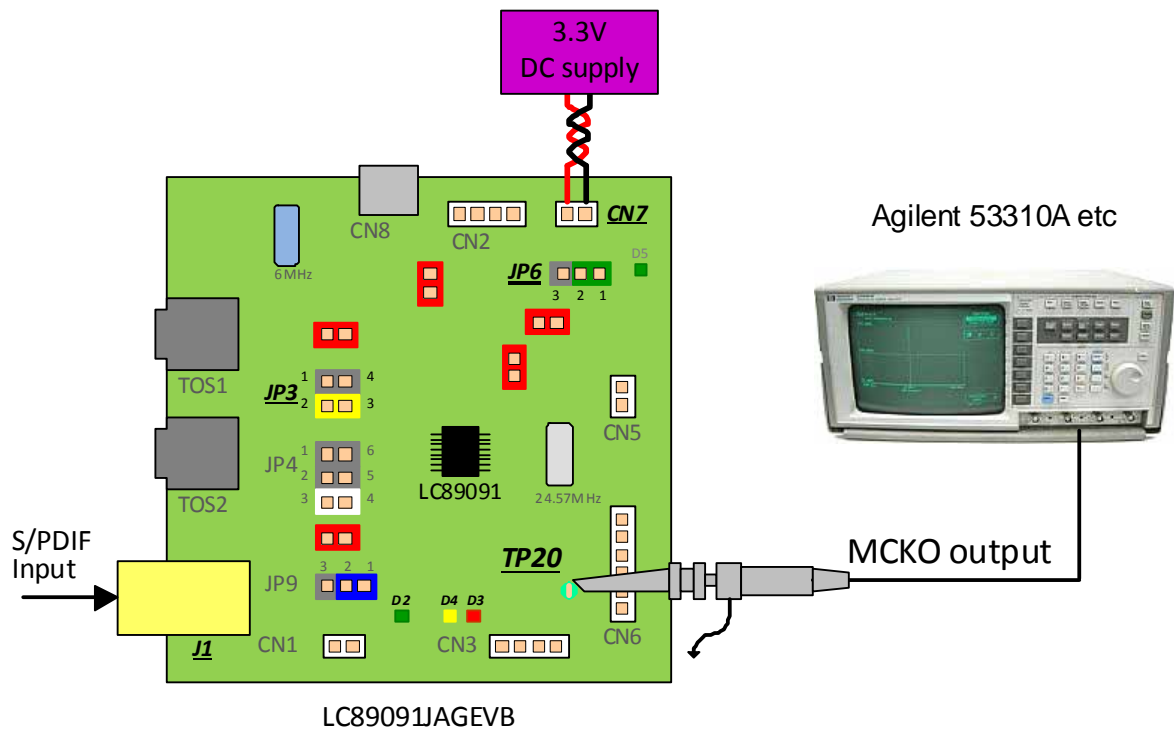 3.3V
DC supply
CN8
CN2
CN7
6MHz
JP6
D5
3 2 1
Agilent 53310A etc
TOS1
JP3
1 4
2 3
CN5
JP4
1 6
2 5
3 4
LC89091
24.57MHz
TOS2
S/PDIF
Input
TP20
MCKO output
JP9
3 2 1
D2
D4
D3
J1
CN1
CN3
CN6
LC89091JAGEVB